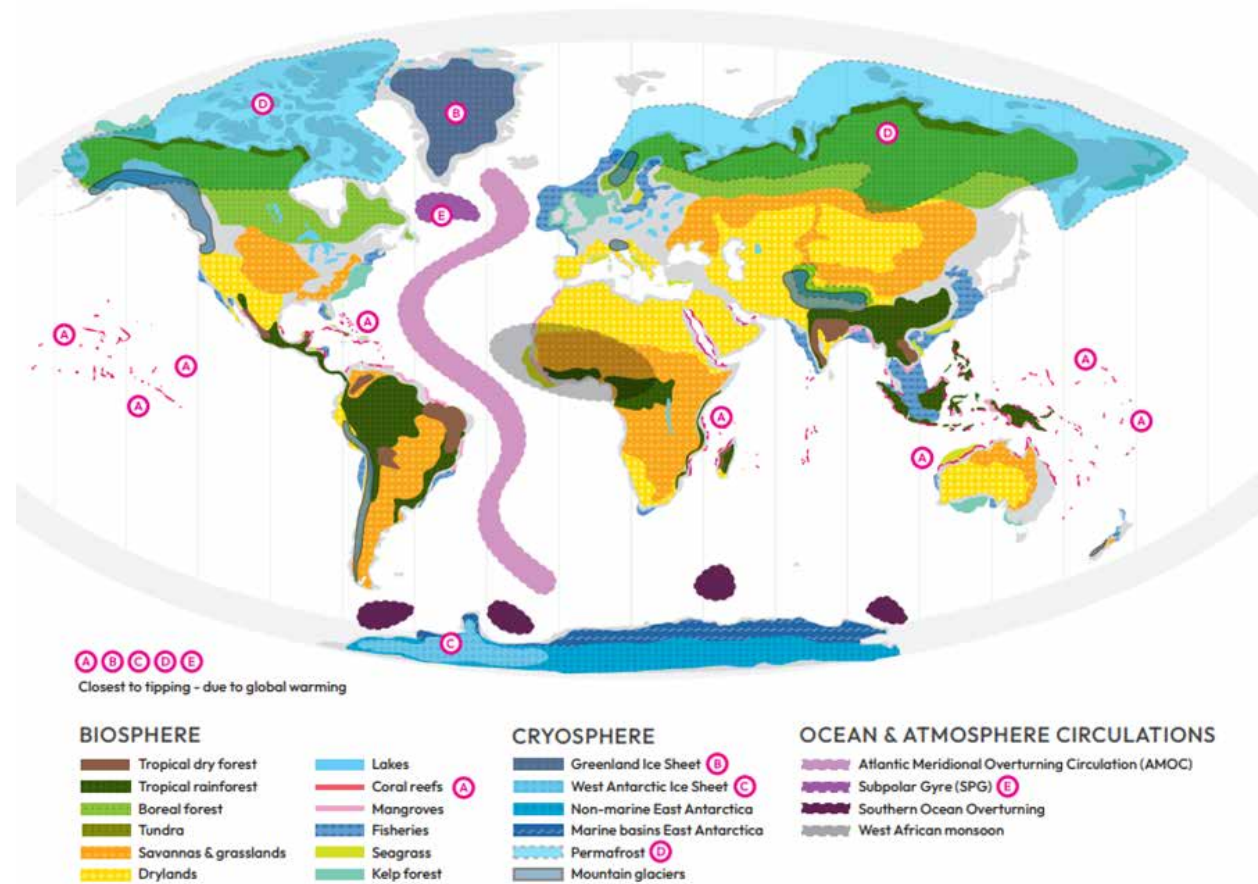 D
B
D
E
A
A
A
A
A
A
A
A
C
A B C D E
Closest to tipping - due to global warming
BIOSPHERE
Tropical dry forest
Tropical rainforest
Boreal forest
Tundra
Savannas & grasslands
Drylands
Lakes
Coral reefs A
Mangroves
Fisheries
Seagrass
Kelp forest
CRYOSPHERE
Greenland Ice Sheet B
West Antarctic Ice Sheet C
Non-marine East Antarctica
Marine basins East Antarctica
Permafrost D
Mountain glaciers
OCEAN & ATMOSPHERE CIRCULATIONS
Atlantic Meridional Overturning Circulation (AMOC)
Subpolar Gyre (SPG) E
Southern Ocean Overturning
West African monsoon